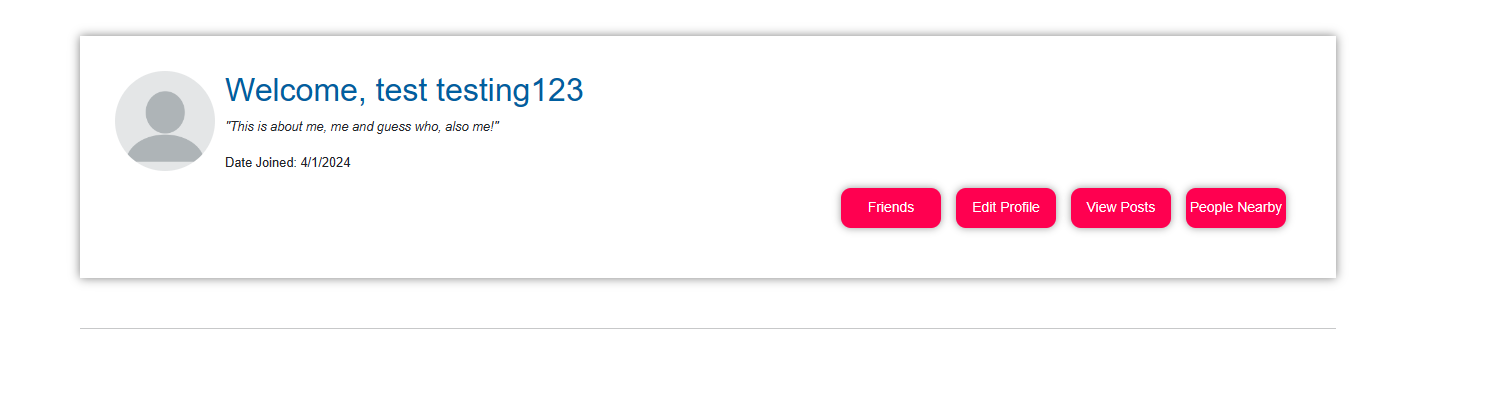 Welcome, test testing123
"This is about me, me and guess who, also me!"
Date Joined: 4/1/2024
Friends
Edit Profile
View Posts
People Nearby